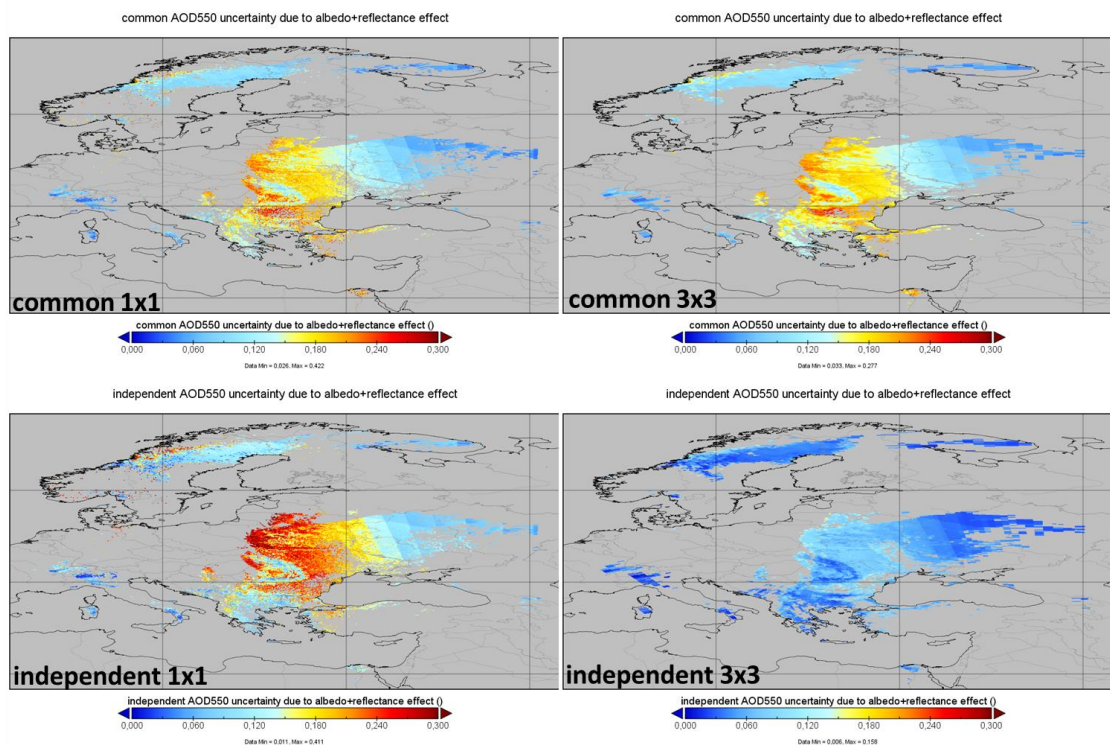 common AOD550 uncertainty due to albedo+reflectance effect
common 1x1
common AOD550 uncertainty due to albedo+reflectance effect ()
0,000 0,060 0,120 0,180 0,240 0,300
Data Min = 0.026, Max = 0.422
common AOD550 uncertainty due to albedo+reflectance effect
common 3x3
common AOD550 uncertainty due to albedo+reflectance effect ()
0,000 0,060 0,120 0,180 0,240 0,300
Data Min = 0.033, Max = 0.277
independent AOD550 uncertainty due to albedo+reflectance effect
independent 1x1
independent AOD550 uncertainty due to albedo+reflectance effect ()
0,000 0,060 0,120 0,180 0,240 0,300
Data Min = 0.011, Max = 0.411
independent AOD550 uncertainty due to albedo+reflectance effect
independent 3x3
independent AOD550 uncertainty due to albedo+reflectance effect ()
0,000 0,060 0,120 0,180 0,240 0,300
Data Min = 0.006, Max = 0.158